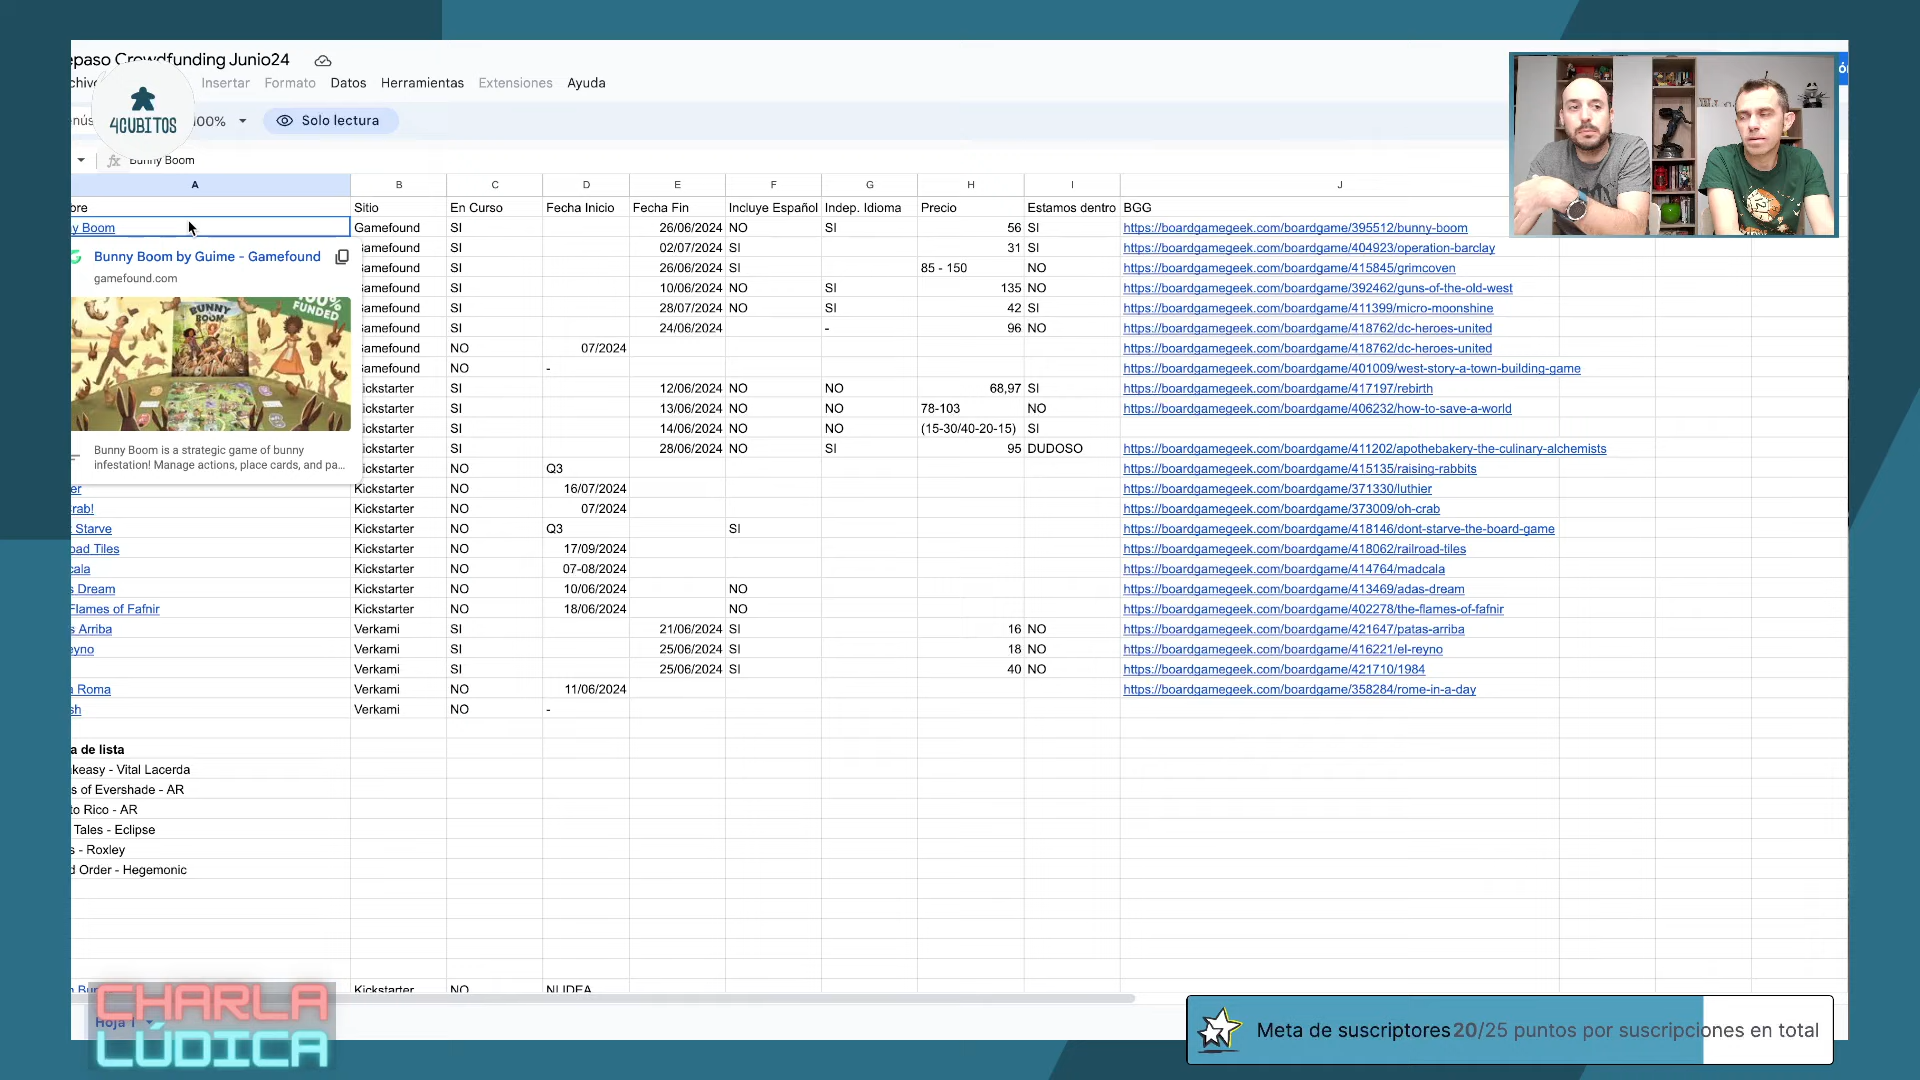 epaso Crowdfunding Junio24
chivo Insertar Formato Datos Herramientas Extensiones Ayuda
enús 100% Solo lectura
4CUBITOS
fx Bunny Boom
A B C D E F G H I J
bre Sitio En Curso Fecha Inicio Fecha Fin Incluye Español Indep. Idioma Precio Estamos dentro BGG
y Boom Gamefound SI 26/06/2024 NO SI 56 SI https://boardgamegeek.com/boardgame/395512/bunny-boom
Bunny Boom by Guime - Gamefound
gamefound.com
BUNNY BOOM
100% FUNDED
Bunny Boom is a strategic game of bunny
infestation! Manage actions, place cards, and pa...
amefound SI 02/07/2024 SI 31 SI https://boardgamegeek.com/boardgame/404923/operation-barclay
amefound SI 26/06/2024 SI 85 - 150 NO https://boardgamegeek.com/boardgame/415845/grimcoven
amefound SI 10/06/2024 NO SI 135 NO https://boardgamegeek.com/boardgame/392462/guns-of-the-old-west
amefound SI 28/07/2024 NO SI 42 SI https://boardgamegeek.com/boardgame/411399/micro-moonshine
amefound SI 24/06/2024 - 96 NO https://boardgamegeek.com/boardgame/418762/dc-heroes-united
amefound NO 07/2024 https://boardgamegeek.com/boardgame/418762/dc-heroes-united
amefound NO - https://boardgamegeek.com/boardgame/401009/west-story-a-town-building-game
ickstarter SI 12/06/2024 NO NO 68,97 SI https://boardgamegeek.com/boardgame/417197/rebirth
ickstarter SI 13/06/2024 NO NO 78-103 NO https://boardgamegeek.com/boardgame/406232/how-to-save-a-world
ickstarter SI 14/06/2024 NO NO (15-30/40-20-15) SI
ickstarter SI 28/06/2024 NO SI 95 DUDOSO https://boardgamegeek.com/boardgame/411202/apothebakery-the-culinary-alchemists
ickstarter NO Q3 https://boardgamegeek.com/boardgame/415135/raising-rabbits
er Kickstarter NO 16/07/2024 https://boardgamegeek.com/boardgame/371330/luthier
rab! Kickstarter NO 07/2024 https://boardgamegeek.com/boardgame/373009/oh-crab
t Starve Kickstarter NO Q3 SI https://boardgamegeek.com/boardgame/418146/dont-starve-the-board-game
oad Tiles Kickstarter NO 17/09/2024 https://boardgamegeek.com/boardgame/418062/railroad-tiles
cala Kickstarter NO 07-08/2024 https://boardgamegeek.com/boardgame/414764/madcala
s Dream Kickstarter NO 10/06/2024 NO https://boardgamegeek.com/boardgame/413469/adas-dream
Flames of Fafnir Kickstarter NO 18/06/2024 NO https://boardgamegeek.com/boardgame/402278/the-flames-of-fafnir
s Arriba Verkami SI 21/06/2024 SI 16 NO https://boardgamegeek.com/boardgame/421647/patas-arriba
eyno Verkami SI 25/06/2024 SI 18 NO https://boardgamegeek.com/boardgame/416221/el-reyno
Verkami SI 25/06/2024 SI 40 NO https://boardgamegeek.com/boardgame/421710/1984
a Roma Verkami NO 11/06/2024 https://boardgamegeek.com/boardgame/358284/rome-in-a-day
sh Verkami NO -
a de lista
keasy - Vital Lacerda
s of Evershade - AR
to Rico - AR
Tales - Eclipse
s - Roxley
d Order - Hegemonic
Kickstarter NO NI IDEA
Hoja 1
CHARLA
LÚDICA
Meta de suscriptores 20/25 puntos por suscripciones en total